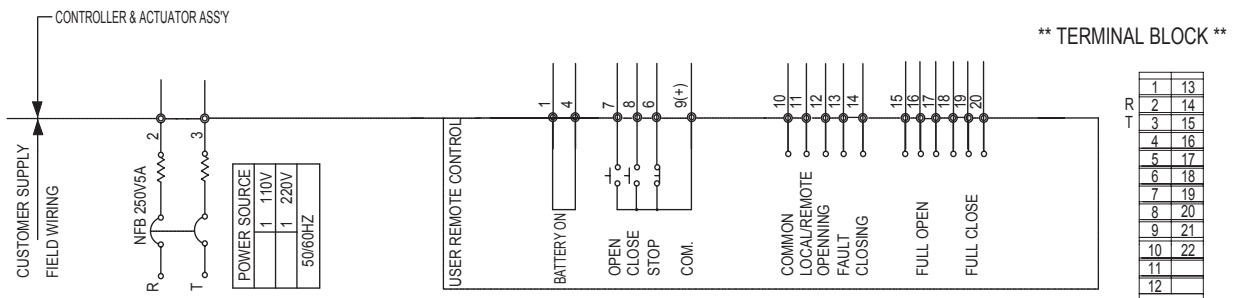 CONTROLLER & ACTUATOR ASS'Y
** TERMINAL BLOCK **
CUSTOMER SUPPLY
FIELD WIRING
2
3
NFB 250V5A
R
T
POWER SOURCE
1 110V
1 220V
50/60HZ
USER REMOTE CONTROL
1
4
BATTERY ON
7
8
6
9(+)
OPEN
CLOSE
STOP
COM.
10
11
12
13
14
COMMON
LOCAL/REMOTE
OPENNING
FAULT
CLOSING
15
16
17
18
19
20
FULL OPEN
FULL CLOSE
1 13
R 2 14
T 3 15
4 16
5 17
6 18
7 19
8 20
9 21
10 22
11
12